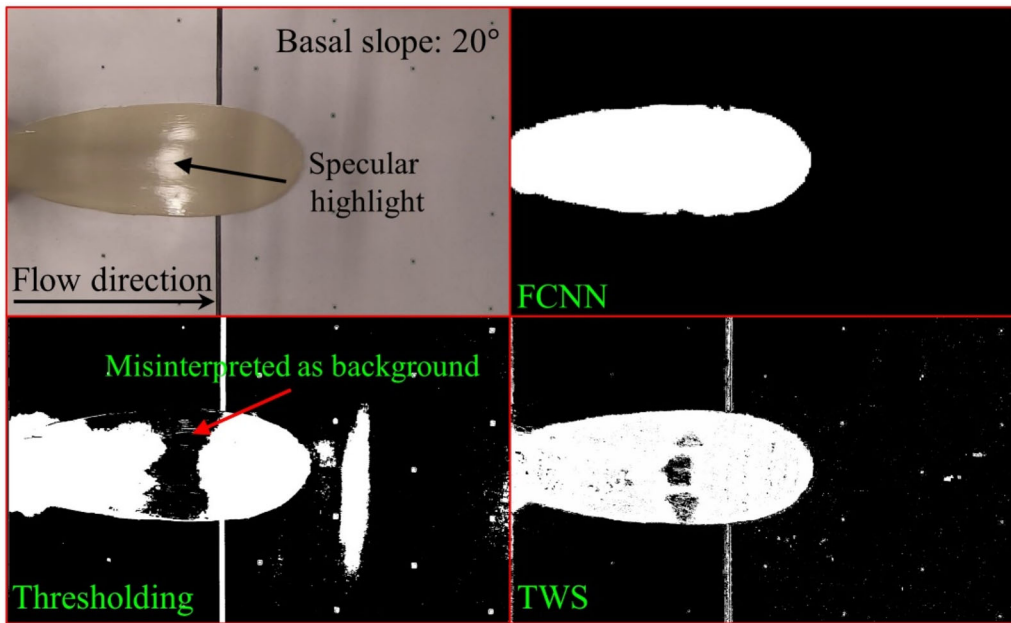 Basal slope: 20°
Specular
highlight
Flow direction
FCNN
Misinterpreted as background
Thresholding
TWS